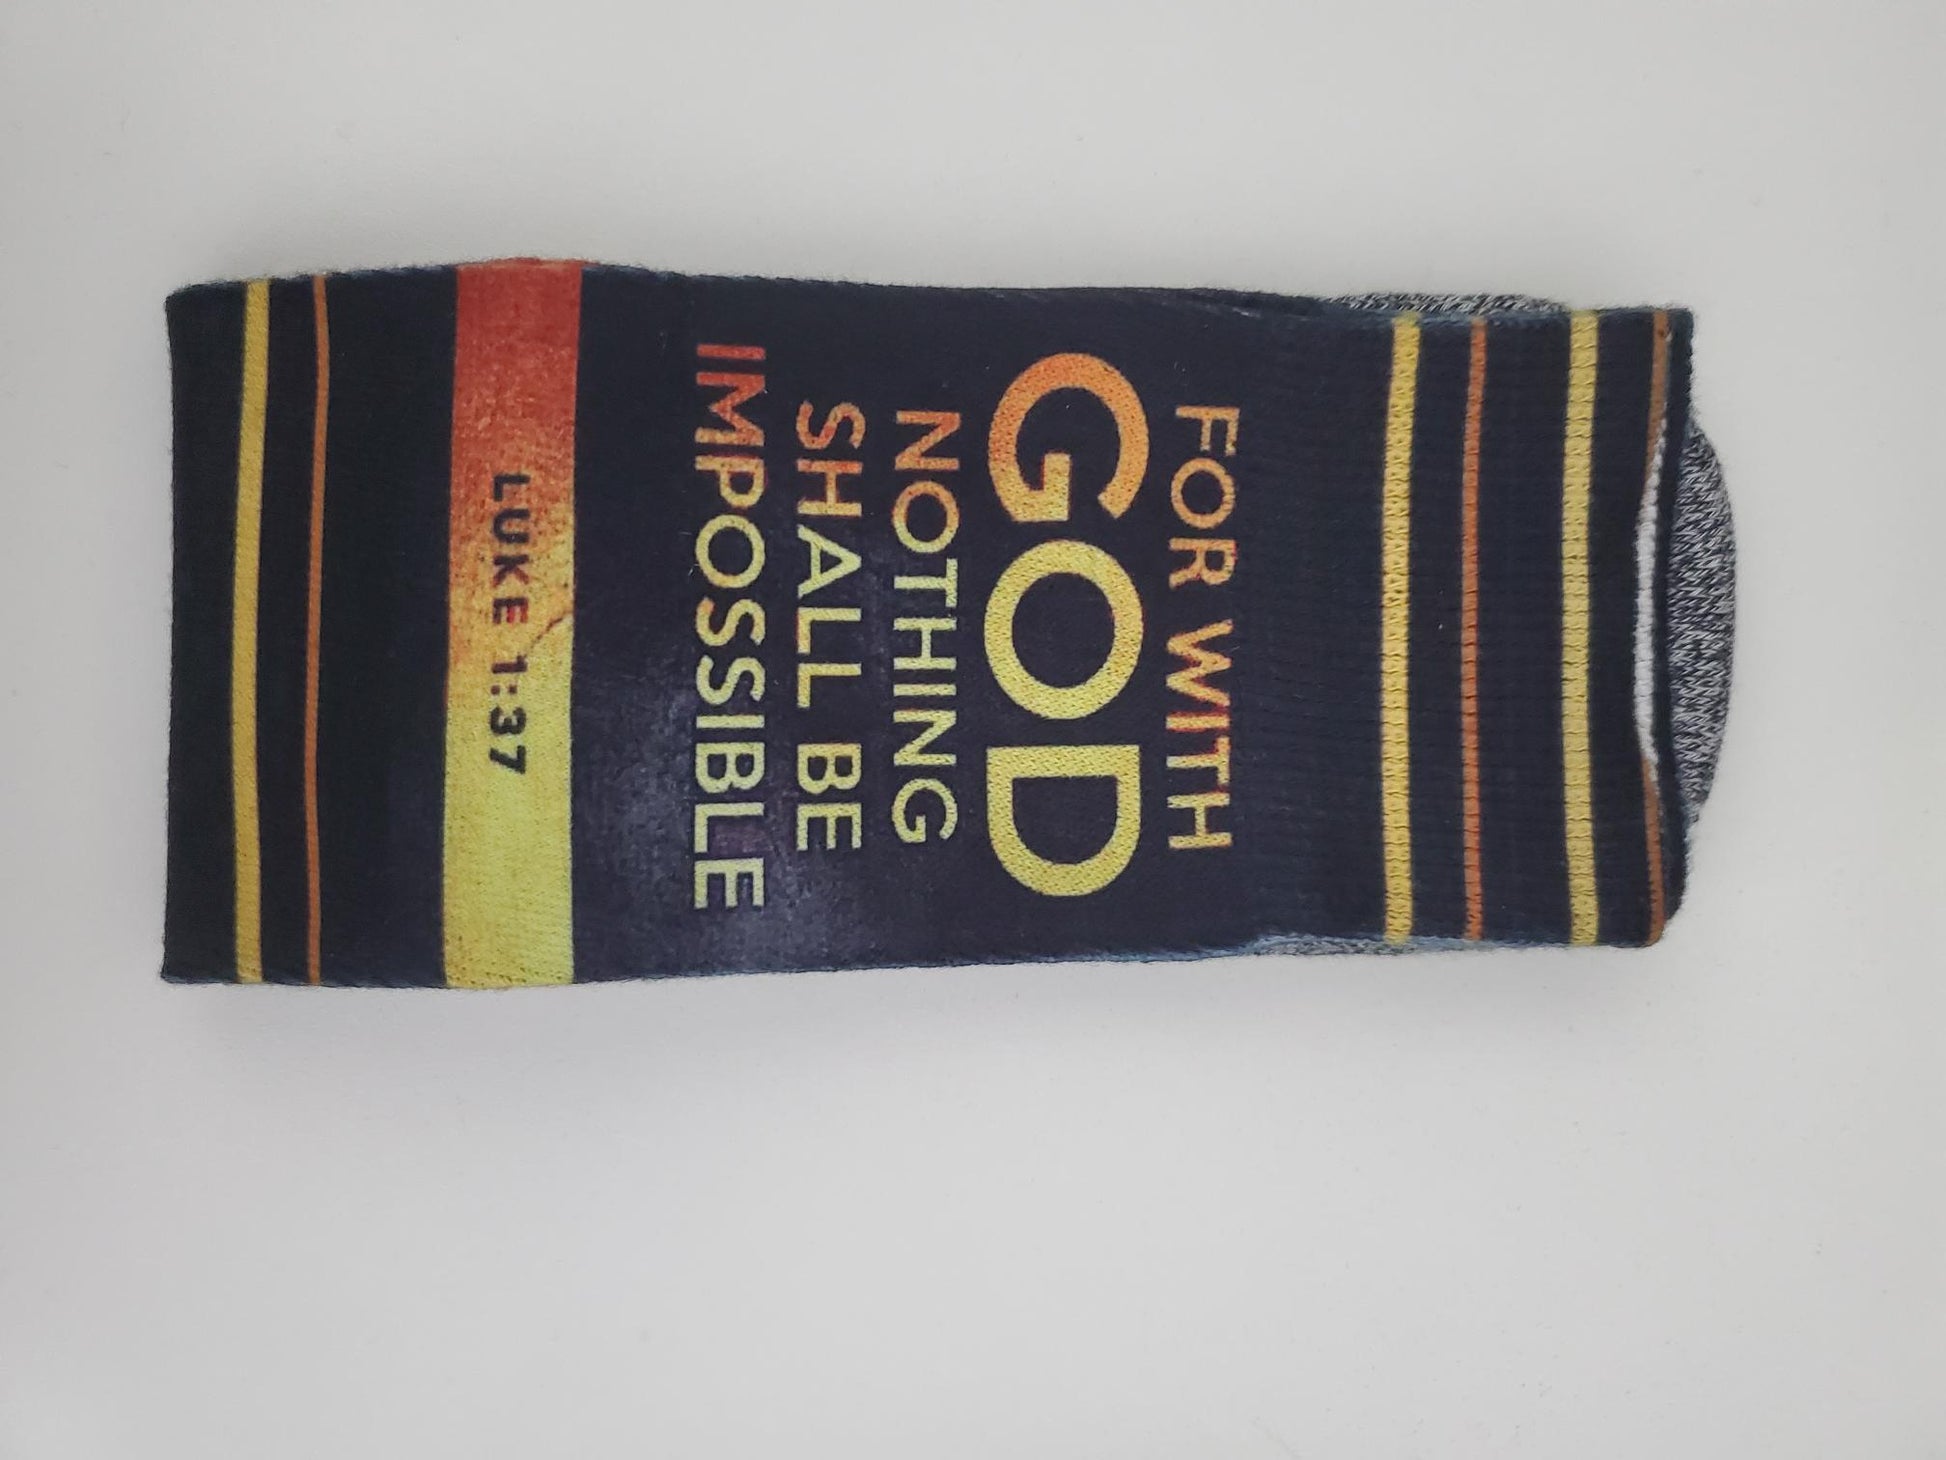 FOR WITH
GOD
NOTHING
SHALL BE
IMPOSSIBLE
LUKE 1:37